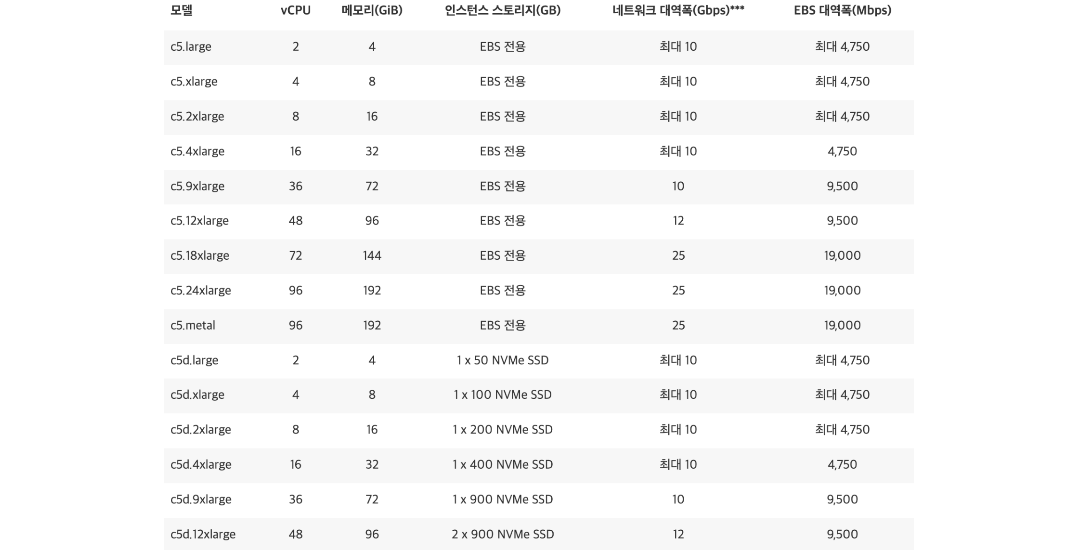 모델 vCPU 메모리(GiB) 인스턴스 스토리지(GB) 네트워크 대역폭(Gbps)*** EBS 대역폭(Mbps)
c5.large 2 4 EBS 전용 최대 10 최대 4,750
c5.xlarge 4 8 EBS 전용 최대 10 최대 4,750
c5.2xlarge 8 16 EBS 전용 최대 10 최대 4,750
c5.4xlarge 16 32 EBS 전용 최대 10 4,750
c5.9xlarge 36 72 EBS 전용 10 9,500
c5.12xlarge 48 96 EBS 전용 12 9,500
c5.18xlarge 72 144 EBS 전용 25 19,000
c5.24xlarge 96 192 EBS 전용 25 19,000
c5.metal 96 192 EBS 전용 25 19,000
c5d.large 2 4 1 x 50 NVMe SSD 최대 10 최대 4,750
c5d.xlarge 4 8 1 x 100 NVMe SSD 최대 10 최대 4,750
c5d.2xlarge 8 16 1 x 200 NVMe SSD 최대 10 최대 4,750
c5d.4xlarge 16 32 1 x 400 NVMe SSD 최대 10 4,750
c5d.9xlarge 36 72 1 x 900 NVMe SSD 10 9,500
c5d.12xlarge 48 96 2 x 900 NVMe SSD 12 9,500